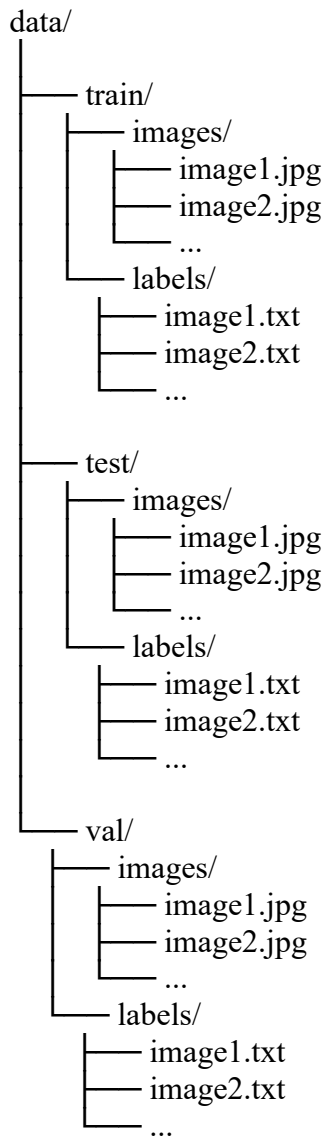 data/
train/
images/
image1.jpg
image2.jpg
...
labels/
image1.txt
image2.txt
...
test/
images/
image1.jpg
image2.jpg
...
labels/
image1.txt
image2.txt
...
val/
images/
image1.jpg
image2.jpg
...
labels/
image1.txt
image2.txt
...